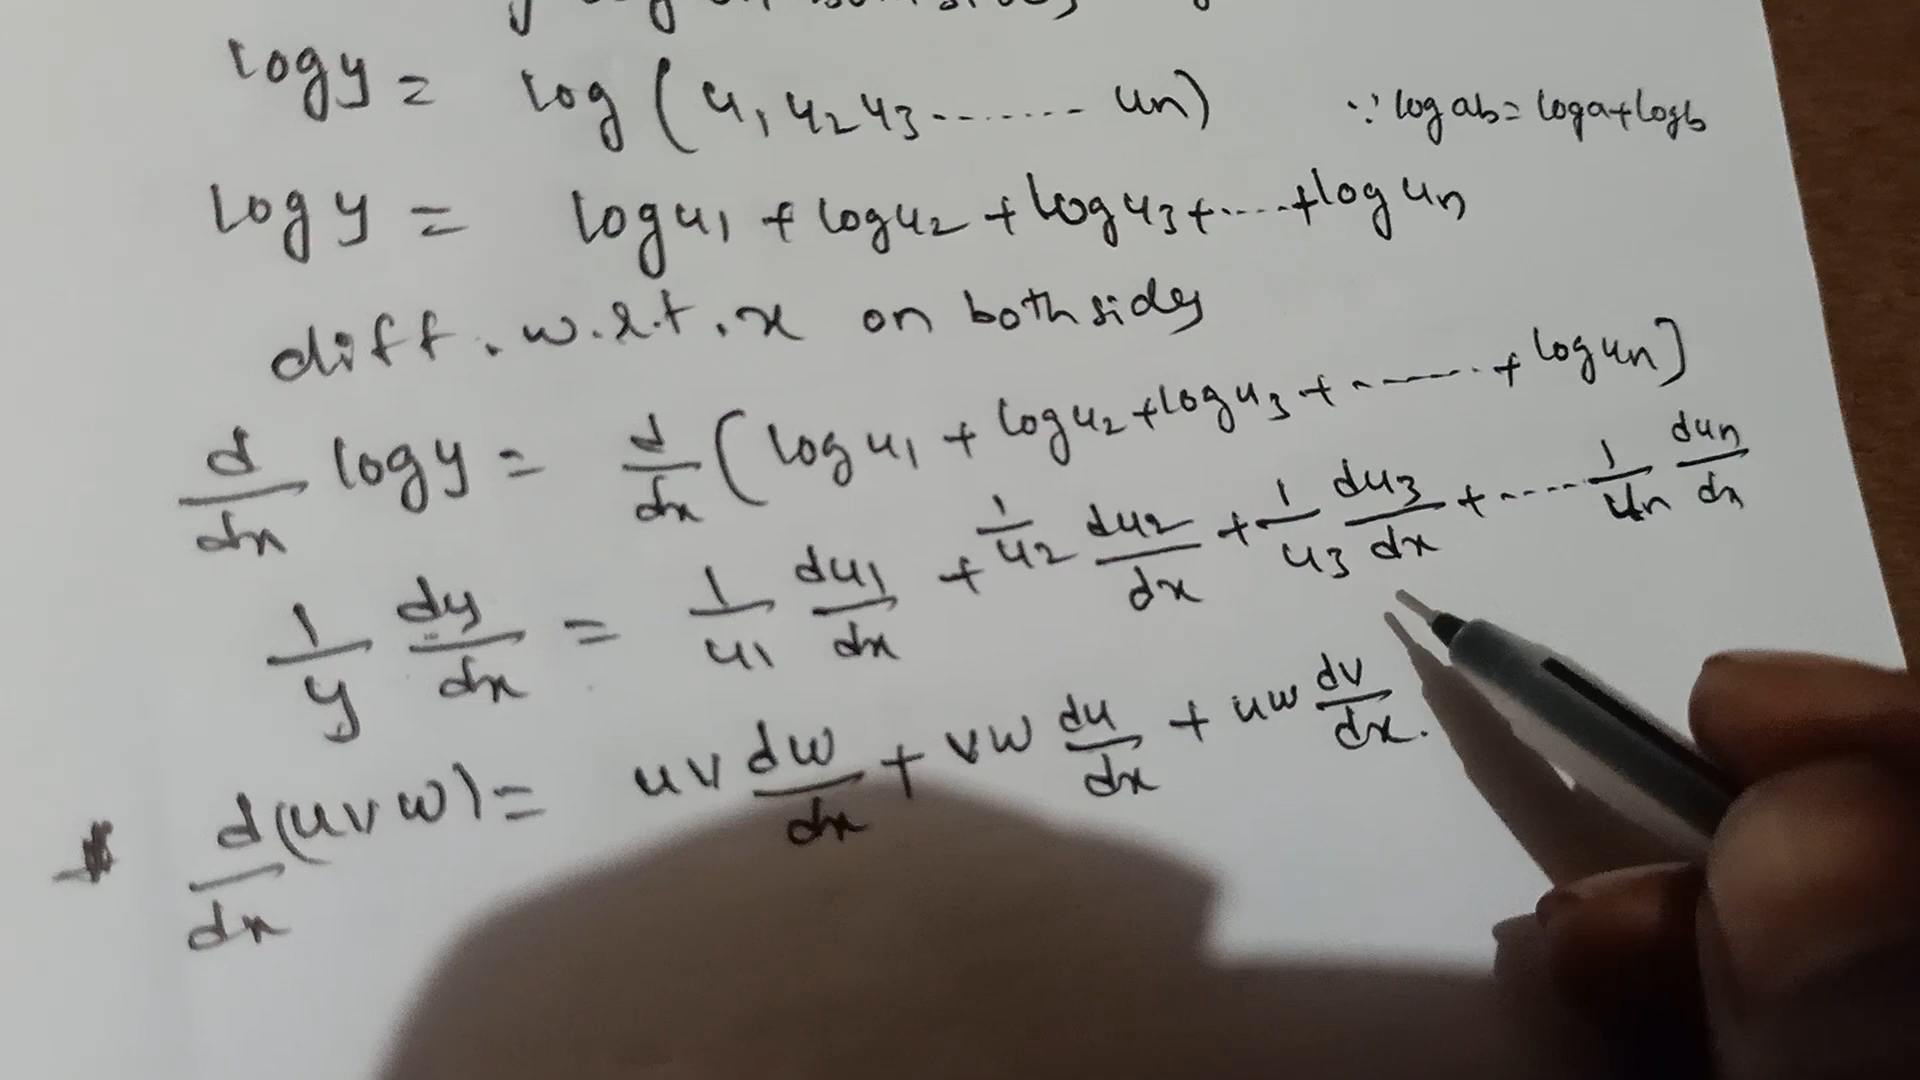 log y = log (u1 u2 u3 ........ un) ∵ log ab = log a + log b
log y = log u1 + log u2 + log u3 + ..... + log un
diff. w.r.t. x on both sides
d/dx log y = d/dx (log u1 + log u2 + log u3 + ------- + log un]
1/y dy/dx = 1/u1 du1/dx + 1/u2 du2/dx + 1/u3 du3/dx + ..... 1/un dun/dx
d(uvw)/dx = uv dw/dx + vw du/dx + uw dv/dx.